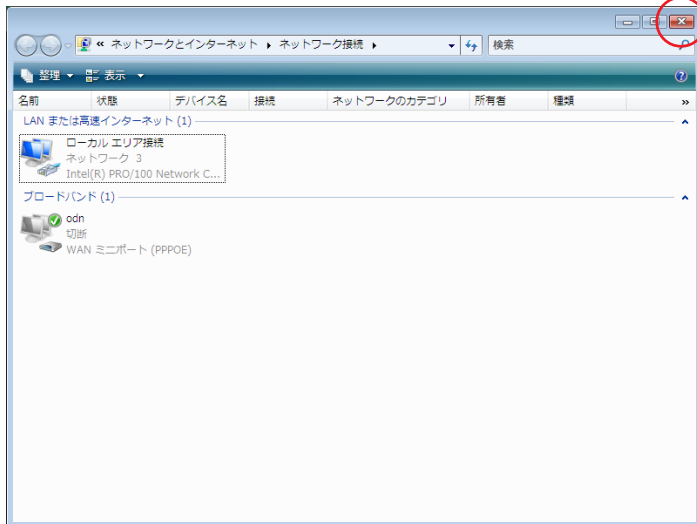 « ネットワークとインターネット ▸ ネットワーク接続 ▸ 検索
整理 表示
名前 状態 デバイス名 接続 ネットワークのカテゴリ 所有者 種類 »
LAN または高速インターネット (1)
ローカル エリア接続
ネットワーク 3
Intel(R) PRO/100 Network C...
ブロードバンド (1)
odn
切断
WAN ミニポート (PPPOE)